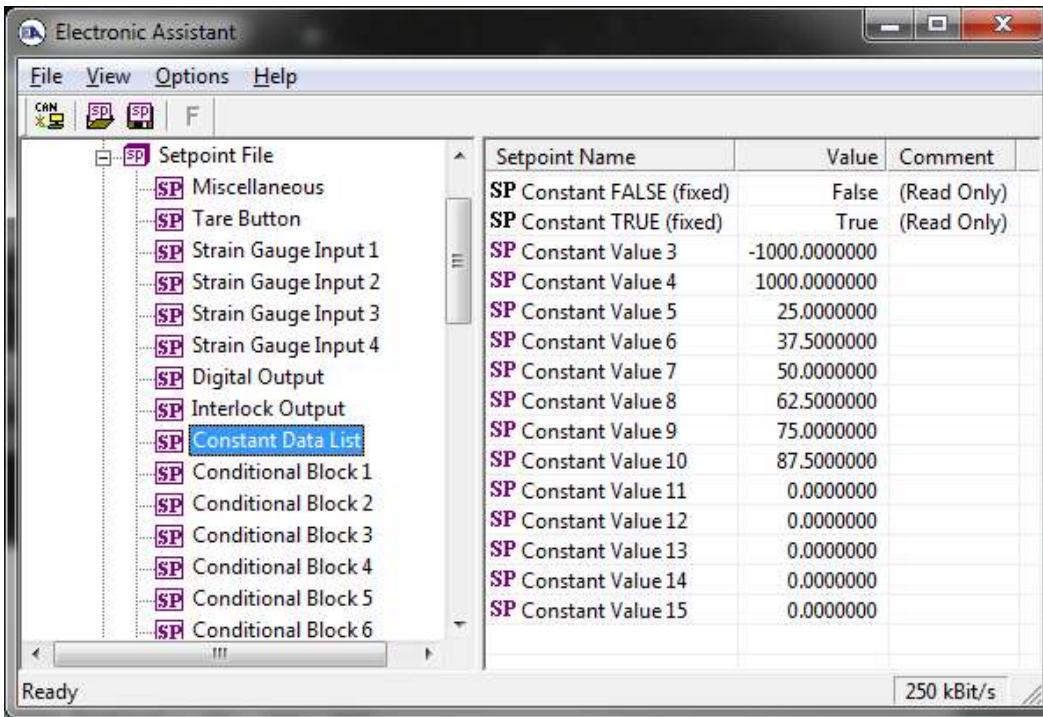 EA Electronic Assistant
File View Options Help
CAN SP SP F
SP Setpoint File
SP Miscellaneous
SP Tare Button
SP Strain Gauge Input 1
SP Strain Gauge Input 2
SP Strain Gauge Input 3
SP Strain Gauge Input 4
SP Digital Output
SP Interlock Output
SP Constant Data List
SP Conditional Block 1
SP Conditional Block 2
SP Conditional Block 3
SP Conditional Block 4
SP Conditional Block 5
SP Conditional Block 6
Setpoint Name Value Comment
SP Constant FALSE (fixed) False (Read Only)
SP Constant TRUE (fixed) True (Read Only)
SP Constant Value 3 -1000.0000000
SP Constant Value 4 1000.0000000
SP Constant Value 5 25.0000000
SP Constant Value 6 37.5000000
SP Constant Value 7 50.0000000
SP Constant Value 8 62.5000000
SP Constant Value 9 75.0000000
SP Constant Value 10 87.5000000
SP Constant Value 11 0.0000000
SP Constant Value 12 0.0000000
SP Constant Value 13 0.0000000
SP Constant Value 14 0.0000000
SP Constant Value 15 0.0000000
Ready 250 kBit/s